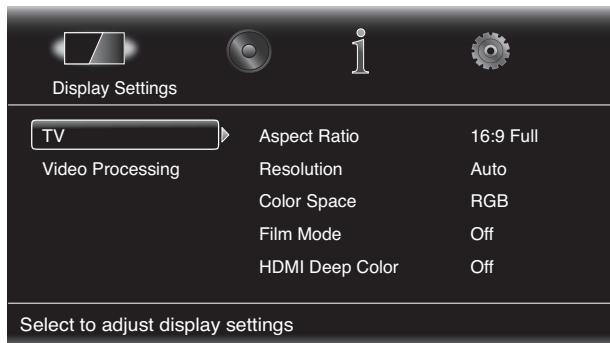 Display Settings
TV
Video Processing
Aspect Ratio 16:9 Full
Resolution Auto
Color Space RGB
Film Mode Off
HDMI Deep Color Off
Select to adjust display settings